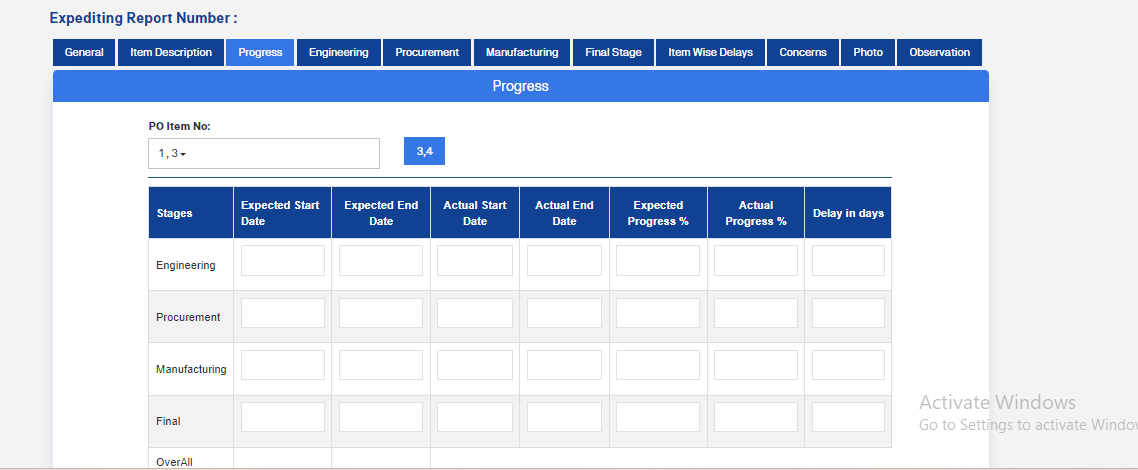 Expediting Report Number :
General Item Description Progress Engineering Procurement Manufacturing Final Stage Item Wise Delays Concerns Photo Observation
Progress
PO Item No:
1, 3
3,4
Stages
Expected Start
Date
Expected End
Date
Actual Start
Date
Actual End
Date
Expected
Progress %
Actual
Progress %
Delay in days
Engineering
Procurement
Manufacturing
Final
OverAll
Activate Windows
Go to Settings to activate Window